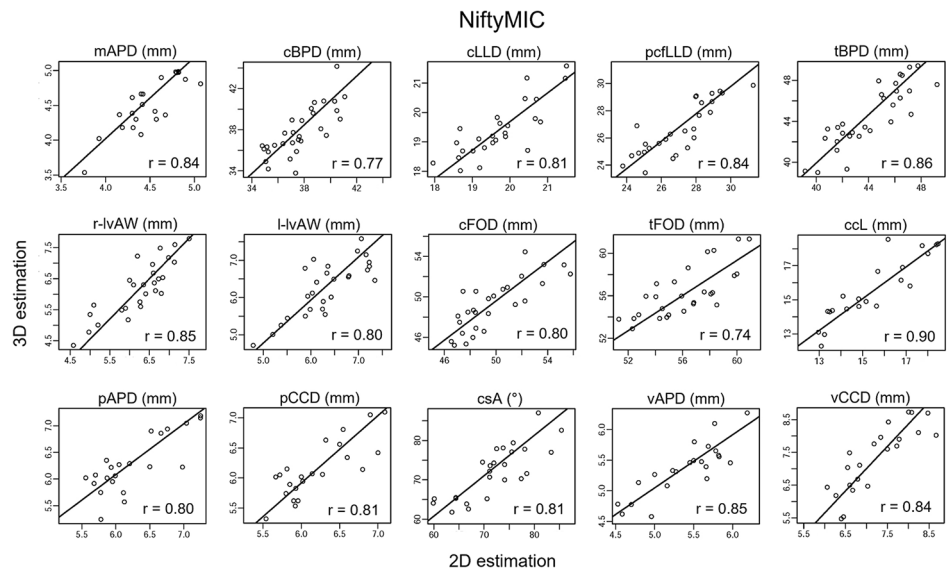 NiftyMIC
mAPD (mm) cBPD (mm) cLLD (mm) pcfLLD (mm) tBPD (mm)
5.0 42 21 30 48
4.5 38 20 28 44
4.0 19 26
3.5 34 18 24 40
r = 0.84 r = 0.77 r = 0.81 r = 0.84 r = 0.86
3.5 4.0 4.5 5.0 34 38 42 18 19 20 21 24 26 28 30 40 44 48
r-lvAW (mm) l-lvAW (mm) cFOD (mm) tFOD (mm) ccL (mm)
7.5 7.0 54 60 17
6.5 6.0 50 56 15
5.5 5.0 46 52 13
4.5
r = 0.85 r = 0.80 r = 0.80 r = 0.74 r = 0.90
4.5 5.5 6.5 7.5 5.0 6.0 7.0 46 50 54 52 56 60 13 15 17
3D estimation
pAPD (mm) pCCD (mm) csA (°) vAPD (mm) vCCD (mm)
7.0 7.0 80 6.0 8.5
6.5 6.5 70 5.5 7.5
6.0 6.0 60 5.0 6.5
5.5 5.5 4.5 5.5
r = 0.80 r = 0.81 r = 0.81 r = 0.85 r = 0.84
5.5 6.0 6.5 7.0 5.5 6.0 6.5 7.0 60 70 80 4.5 5.0 5.5 6.0 5.5 6.5 7.5 8.5
2D estimation